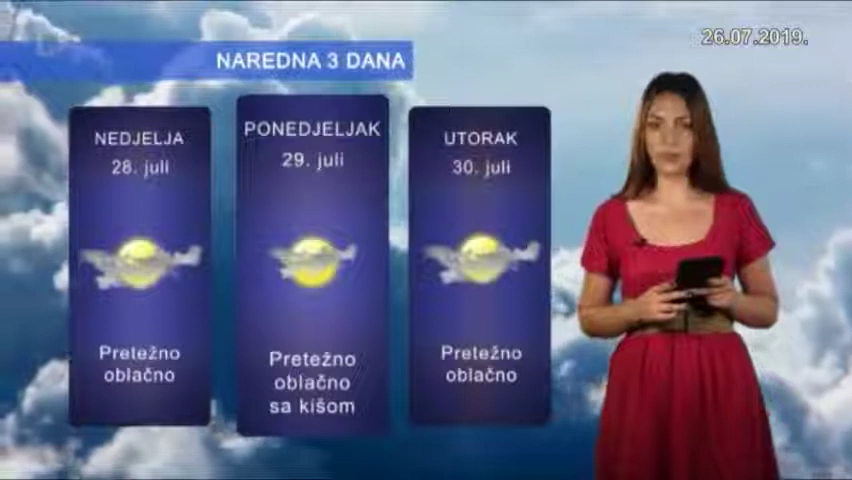 26.07.2019.
NAREDNA 3 DANA
NEDJELJA
28. juli
Pretežno
oblačno
PONEDJELJAK
29. juli
Pretežno
oblačno
sa kišom
UTORAK
30. juli
Pretežno
oblačno